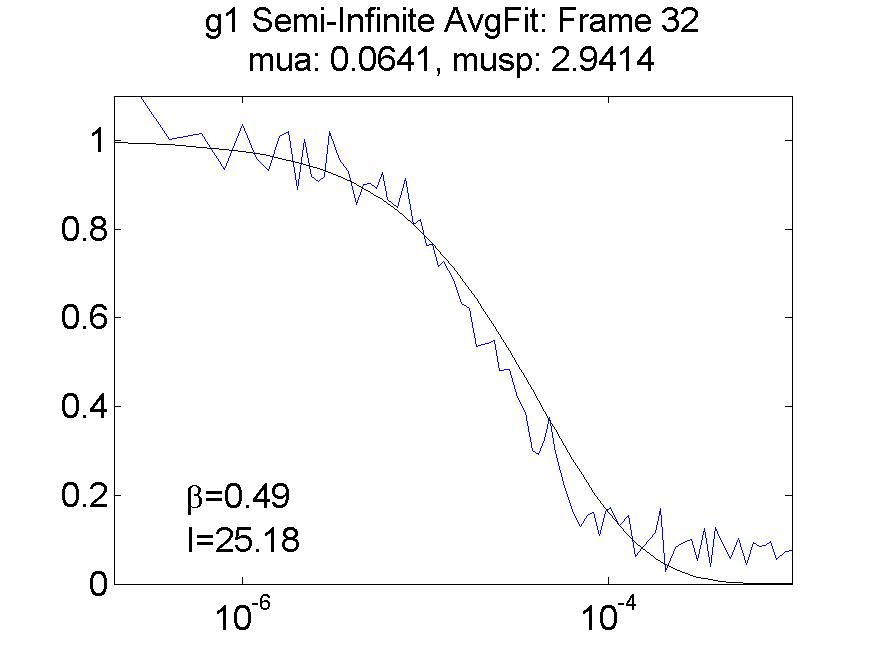 g1 Semi-Infinite AvgFit: Frame 32
mua: 0.0641, musp: 2.9414
1
0.8
0.6
0.4
0.2
0
β=0.49
I=25.18
10^-6
10^-4